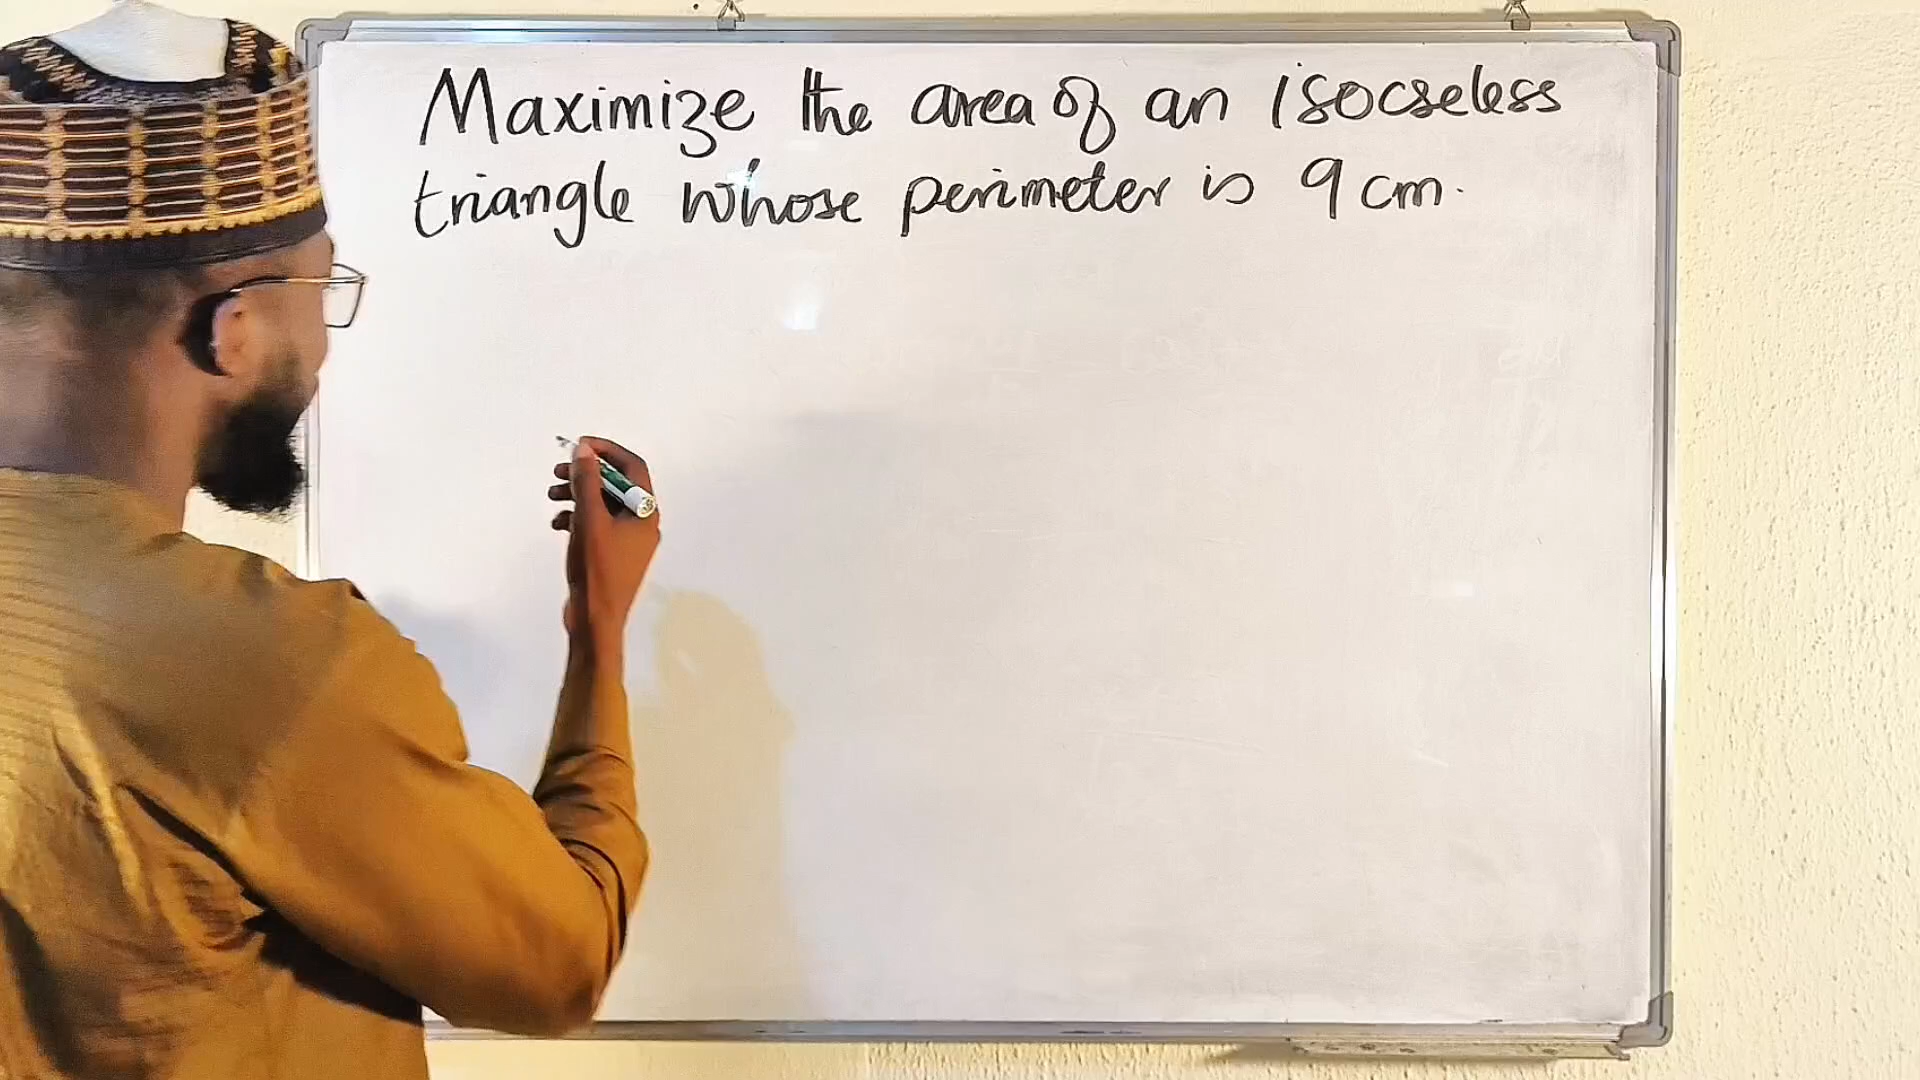 Maximize the area of an isocseless
triangle whose perimeter is 9 cm.